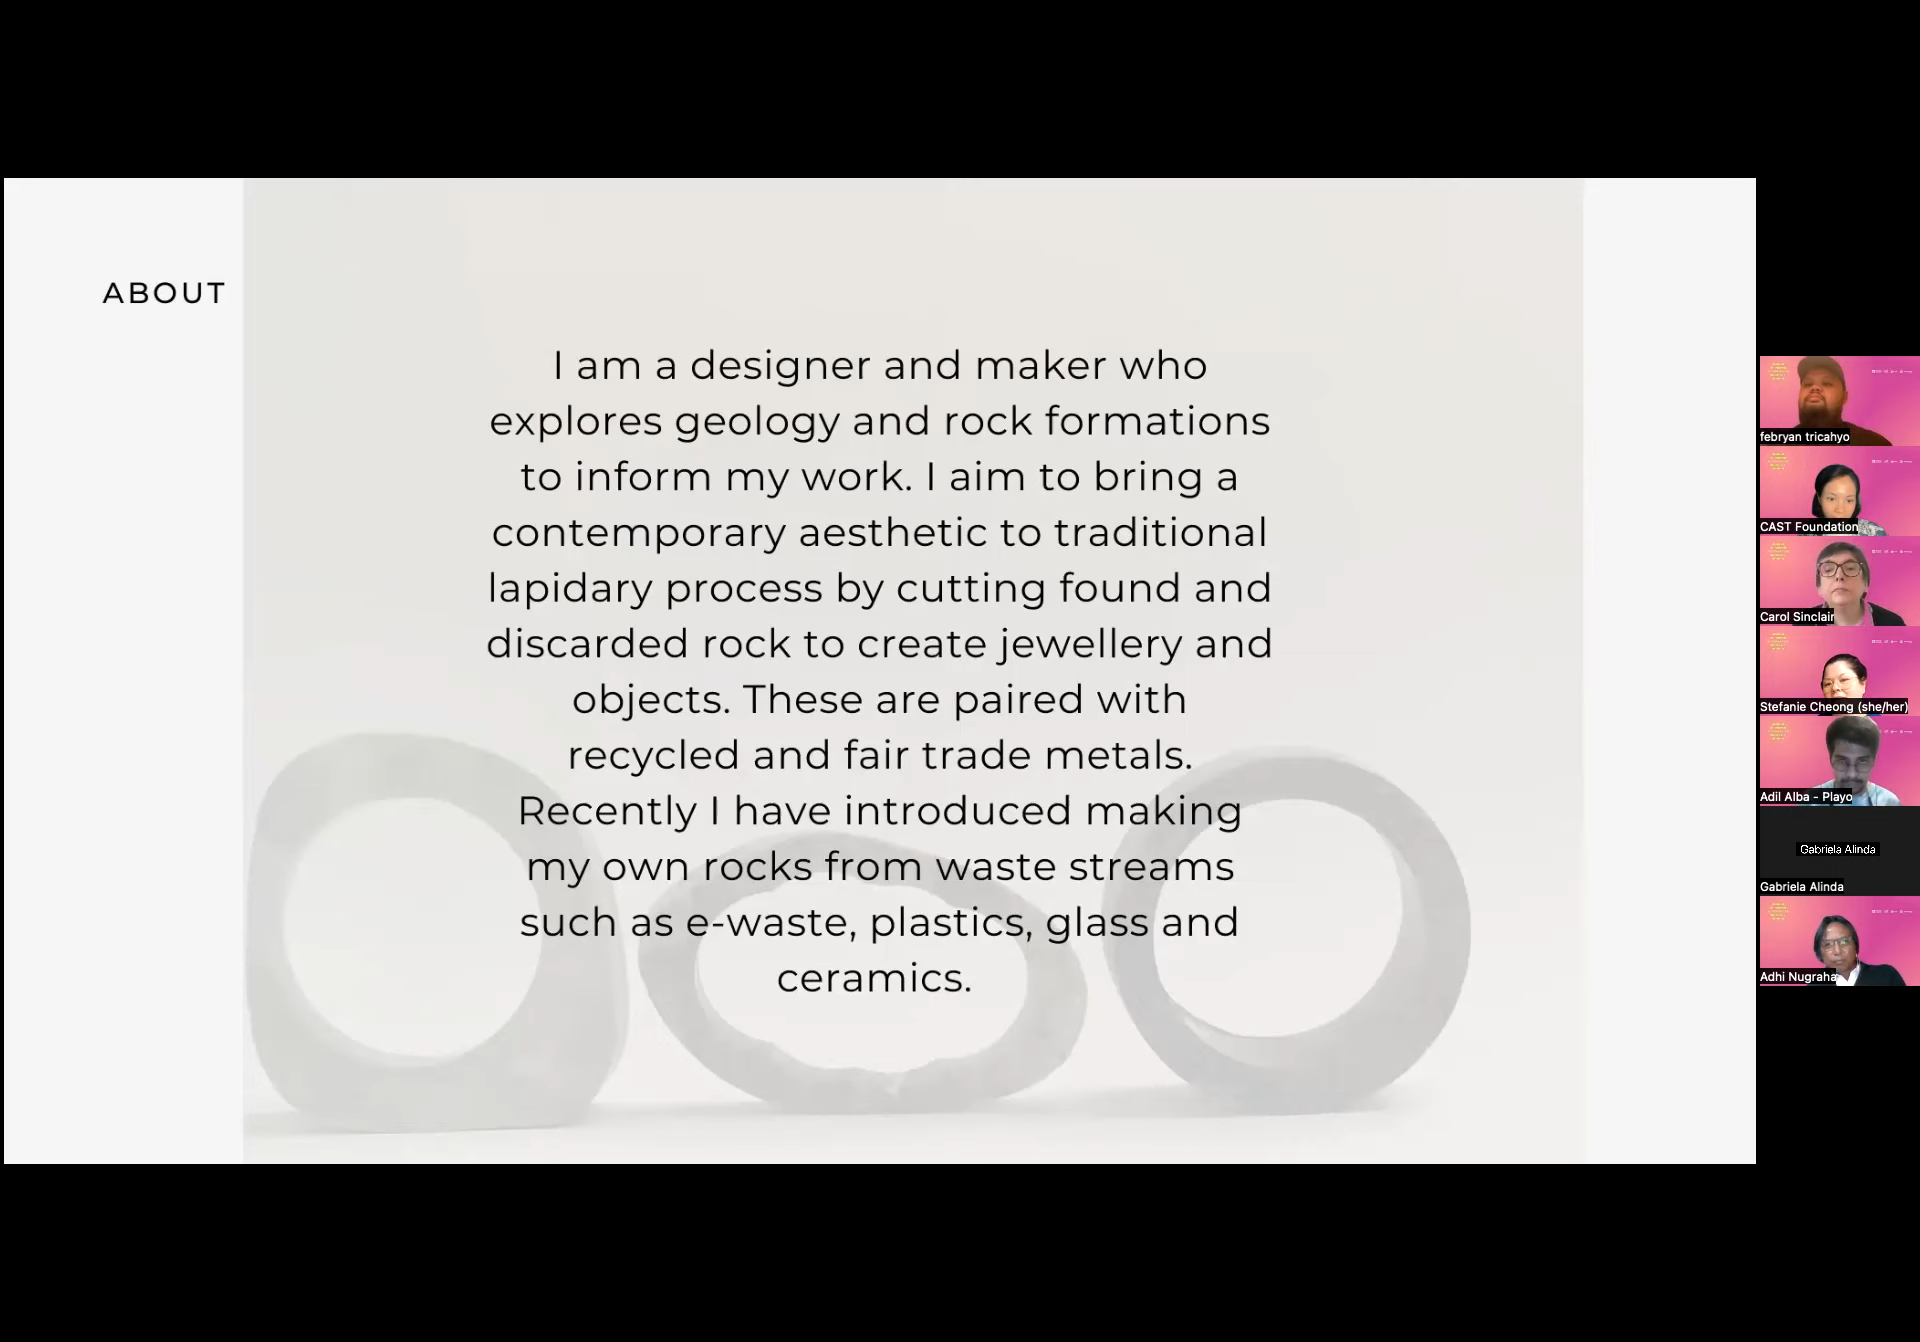 ABOUT
I am a designer and maker who
explores geology and rock formations
to inform my work. I aim to bring a
contemporary aesthetic to traditional
lapidary process by cutting found and
discarded rock to create jewellery and
objects. These are paired with
recycled and fair trade metals.
Recently I have introduced making
my own rocks from waste streams
such as e-waste, plastics, glass and
ceramics.
febryan tricahyo
CAST Foundation
Carol Sinclair
Stefanie Cheong (she/her)
Adil Alba - Playo
Gabriela Alinda
Gabriela Alinda
Adhi Nugraha